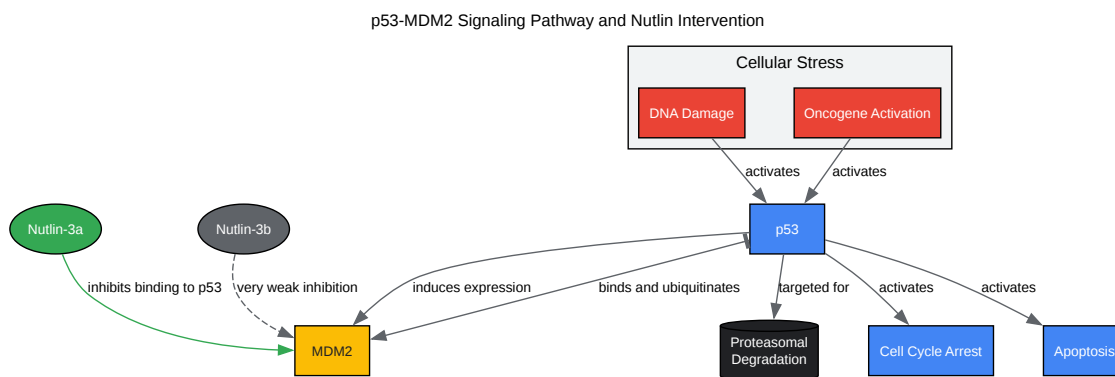 p53-MDM2 Signaling Pathway and Nutlin Intervention
Cellular Stress
DNA Damage
Oncogene Activation
activates
activates
Nutlin-3a
Nutlin-3b
p53
inhibits binding to p53
very weak inhibition
induces expression
binds and ubiquitinates
targeted for
activates
activates
MDM2
Proteasomal
Degradation
Cell Cycle Arrest
Apoptosis